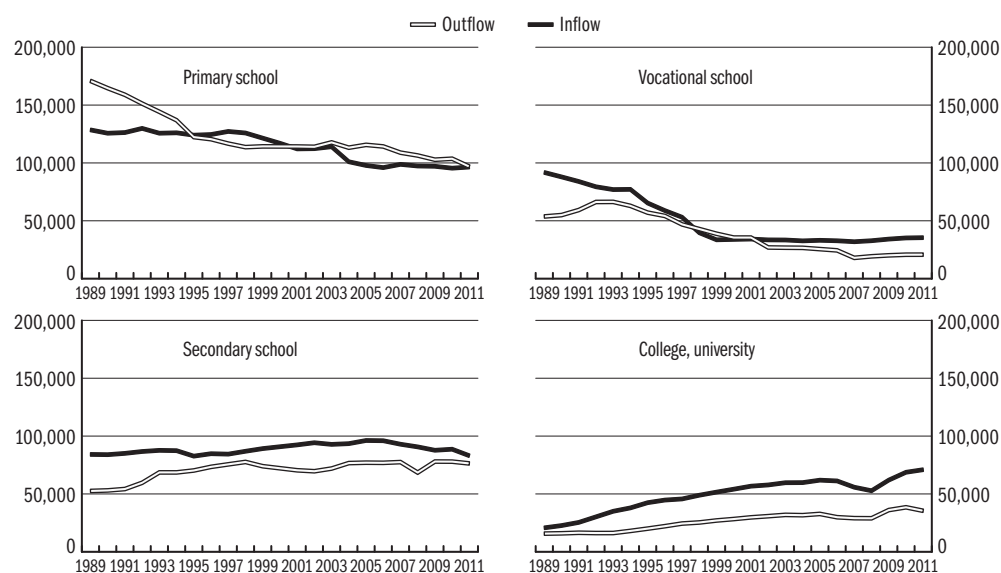 Outflow Inflow
200,000 200,000
Primary school Vocational school
150,000 150,000
100,000 100,000
50,000 50,000
0 0
1989 1991 1993 1995 1997 1999 2001 2003 2005 2007 2009 2011 1989 1991 1993 1995 1997 1999 2001 2003 2005 2007 2009 2011
200,000 200,000
Secondary school College, university
150,000 150,000
100,000 100,000
50,000 50,000
0 0
1989 1991 1993 1995 1997 1999 2001 2003 2005 2007 2009 2011 1989 1991 1993 1995 1997 1999 2001 2003 2005 2007 2009 2011